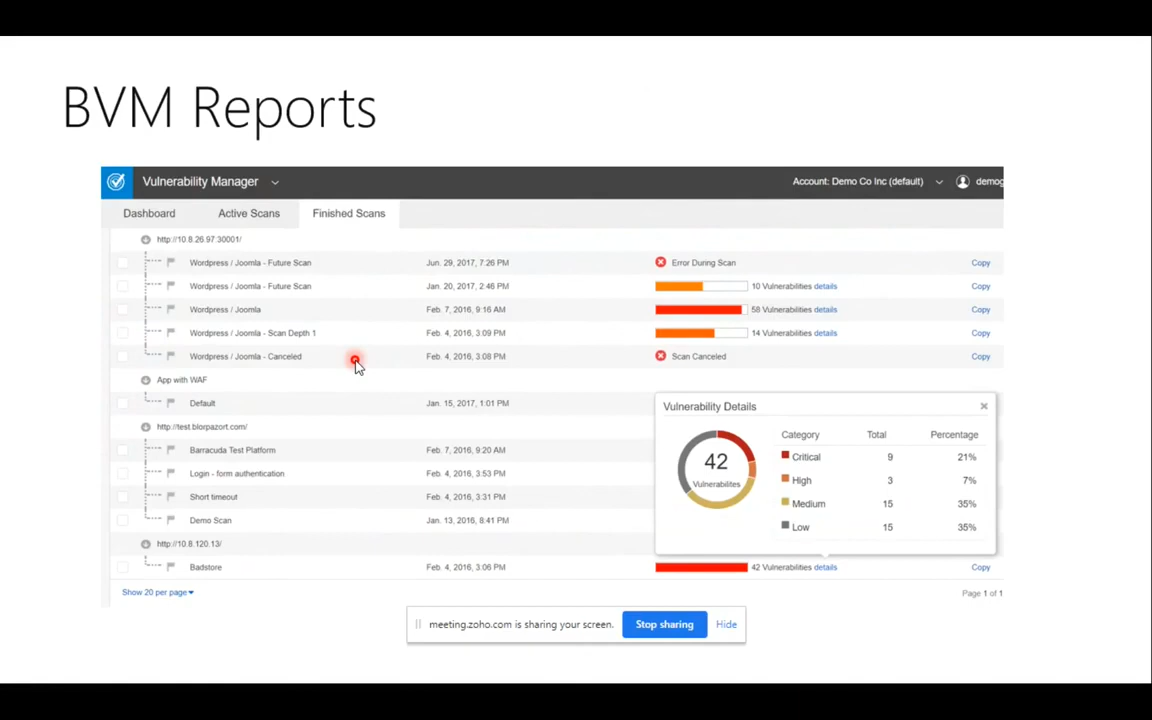 BVM Reports
Vulnerability Manager
Account: Demo Co Inc (default)
demog
Dashboard Active Scans Finished Scans
http://10.8.26.97:30001/
Wordpress / Joomla - Future Scan Jun. 29, 2017, 7:26 PM Error During Scan Copy
Wordpress / Joomla - Future Scan Jan. 20, 2017, 2:46 PM 10 Vulnerabilities details Copy
Wordpress / Joomla Feb. 7, 2016, 9:16 AM 58 Vulnerabilities details Copy
Wordpress / Joomla - Scan Depth 1 Feb. 4, 2016, 3:09 PM 14 Vulnerabilities details Copy
Wordpress / Joomla - Canceled Feb. 4, 2016, 3:08 PM Scan Canceled Copy
App with WAF
Default Jan. 15, 2017, 1:01 PM
http://test.blorpazort.com/
Barracuda Test Platform Feb. 7, 2016, 9:20 AM
Login - form authentication Feb. 4, 2016, 3:53 PM
Short timeout Feb. 4, 2016, 3:31 PM
Demo Scan Jan. 13, 2016, 8:41 PM
http://10.8.120.13/
Badstore Feb. 4, 2016, 3:06 PM 42 Vulnerabilities details Copy
Vulnerability Details
42
Vulnerabilites
Category Total Percentage
Critical 9 21%
High 3 7%
Medium 15 35%
Low 15 35%
Show 20 per page
Page 1 of 1
meeting.zoho.com is sharing your screen. Stop sharing Hide